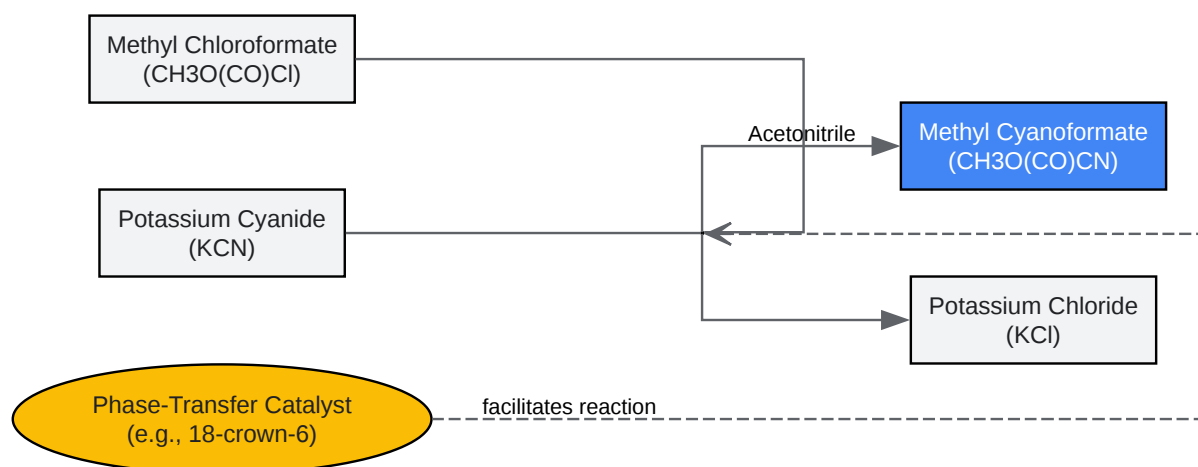 Methyl Chloroformate
(CH3O(CO)Cl)
Acetonitrile
Methyl Cyanoformate
(CH3O(CO)CN)
Potassium Cyanide
(KCN)
Potassium Chloride
(KCl)
Phase-Transfer Catalyst
(e.g., 18-crown-6)
facilitates reaction